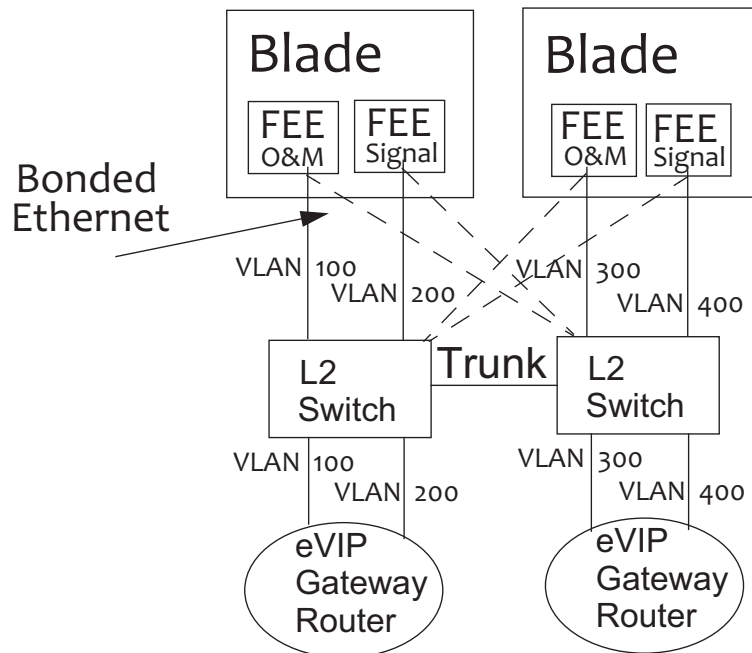 Blade
Blade
FEE
O&M
FEE
Signal
FEE
O&M
FEE
Signal
Bonded
Ethernet
VLAN 100
VLAN 200
VLAN 300
VLAN 400
L2
Switch
Trunk
L2
Switch
VLAN 100
VLAN 200
VLAN 300
VLAN 400
eVIP
Gateway
Router
eVIP
Gateway
Router